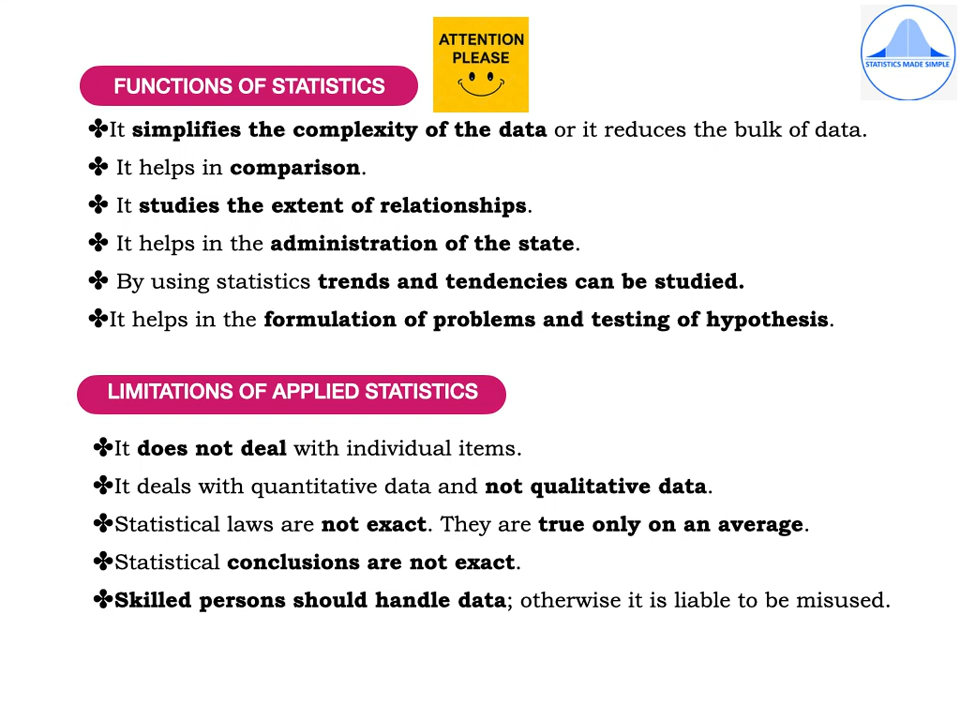 ATTENTION
PLEASE
STATISTICS MADE SIMPLE
FUNCTIONS OF STATISTICS
✤It simplifies the complexity of the data or it reduces the bulk of data.
✤ It helps in comparison.
✤ It studies the extent of relationships.
✤ It helps in the administration of the state.
✤ By using statistics trends and tendencies can be studied.
✤It helps in the formulation of problems and testing of hypothesis.
LIMITATIONS OF APPLIED STATISTICS
✤It does not deal with individual items.
✤It deals with quantitative data and not qualitative data.
✤Statistical laws are not exact. They are true only on an average.
✤Statistical conclusions are not exact.
✤Skilled persons should handle data; otherwise it is liable to be misused.